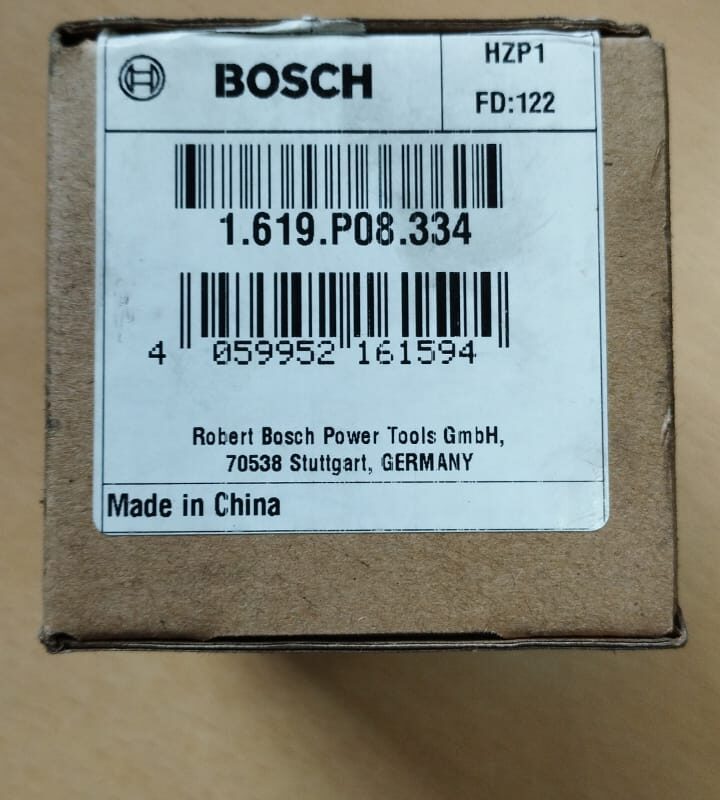 BOSCH
HZP1
FD:122
1.619.P08.334
4 059952 161594
Robert Bosch Power Tools GmbH,
70538 Stuttgart, GERMANY
Made in China